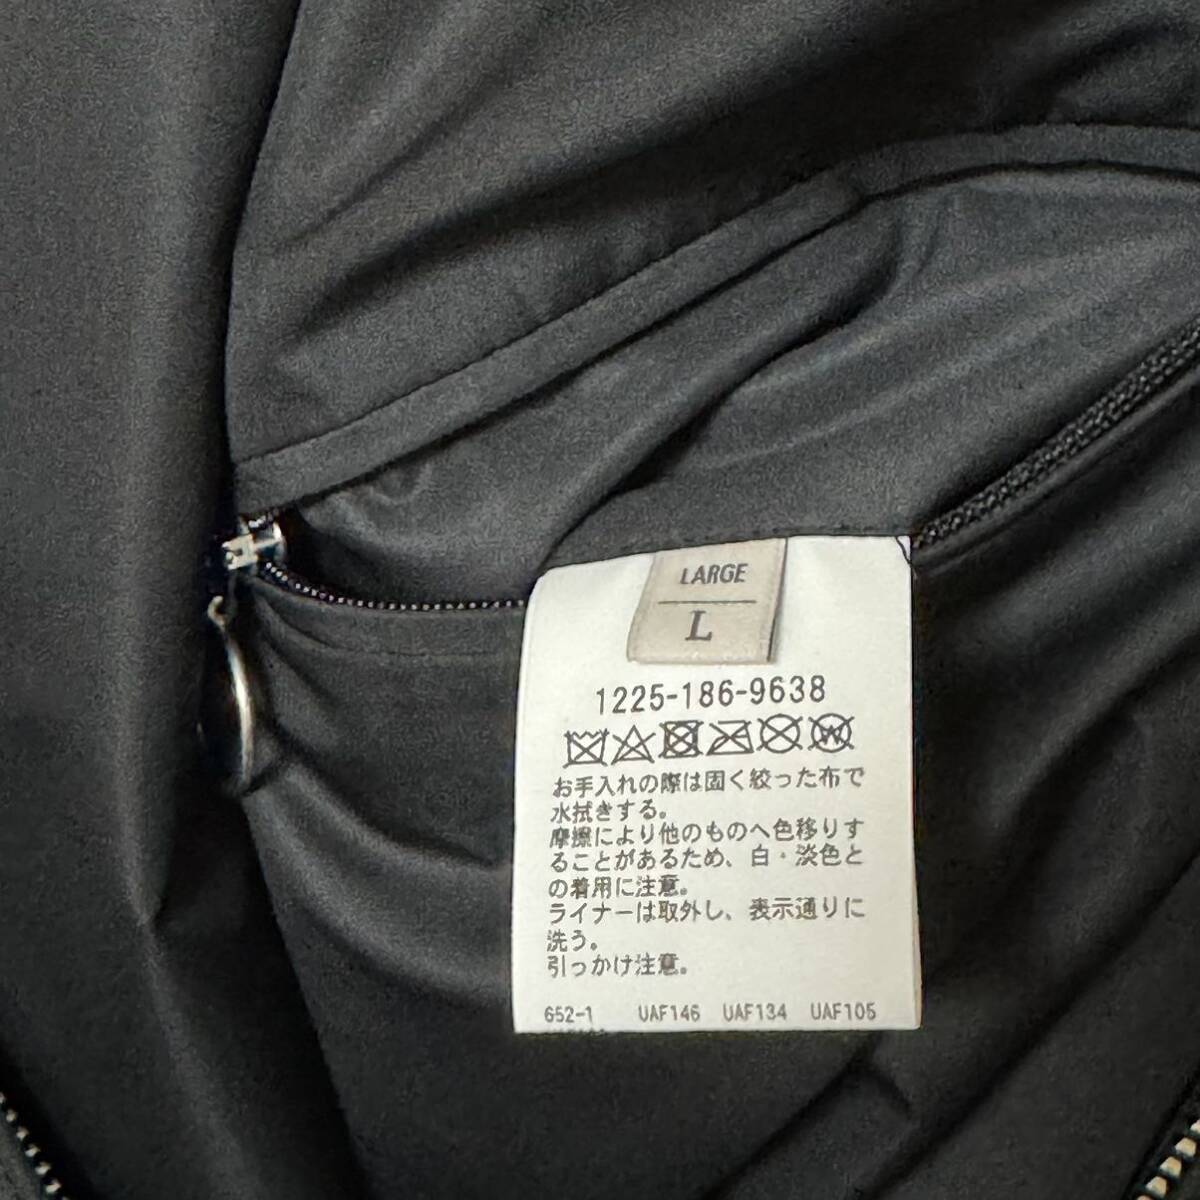 LARGE
L
1225-186-9638
お手入れの際は固く絞った布で
水拭きする。
摩擦により他のものへ色移りす
ることがあるため、白・淡色と
の着用に注意。
ライナーは取外し、表示通りに
洗う。
引っかけ注意。
652-1 UAF146 UAF134 UAF105